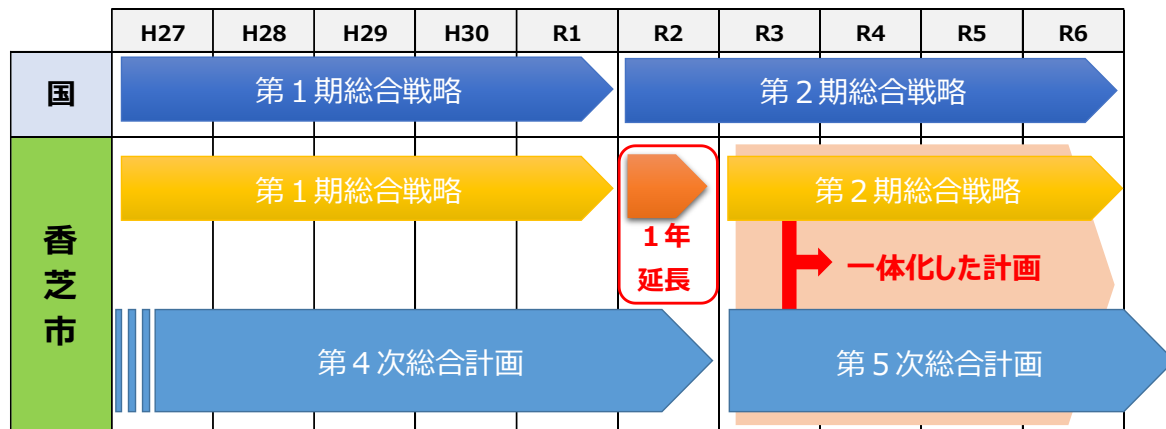 H27 H28 H29 H30 R1 R2 R3 R4 R5 R6
国
第１期総合戦略
第２期総合戦略
香芝市
第１期総合戦略
１年
延長
第２期総合戦略
一体化した計画
第４次総合計画
第５次総合計画